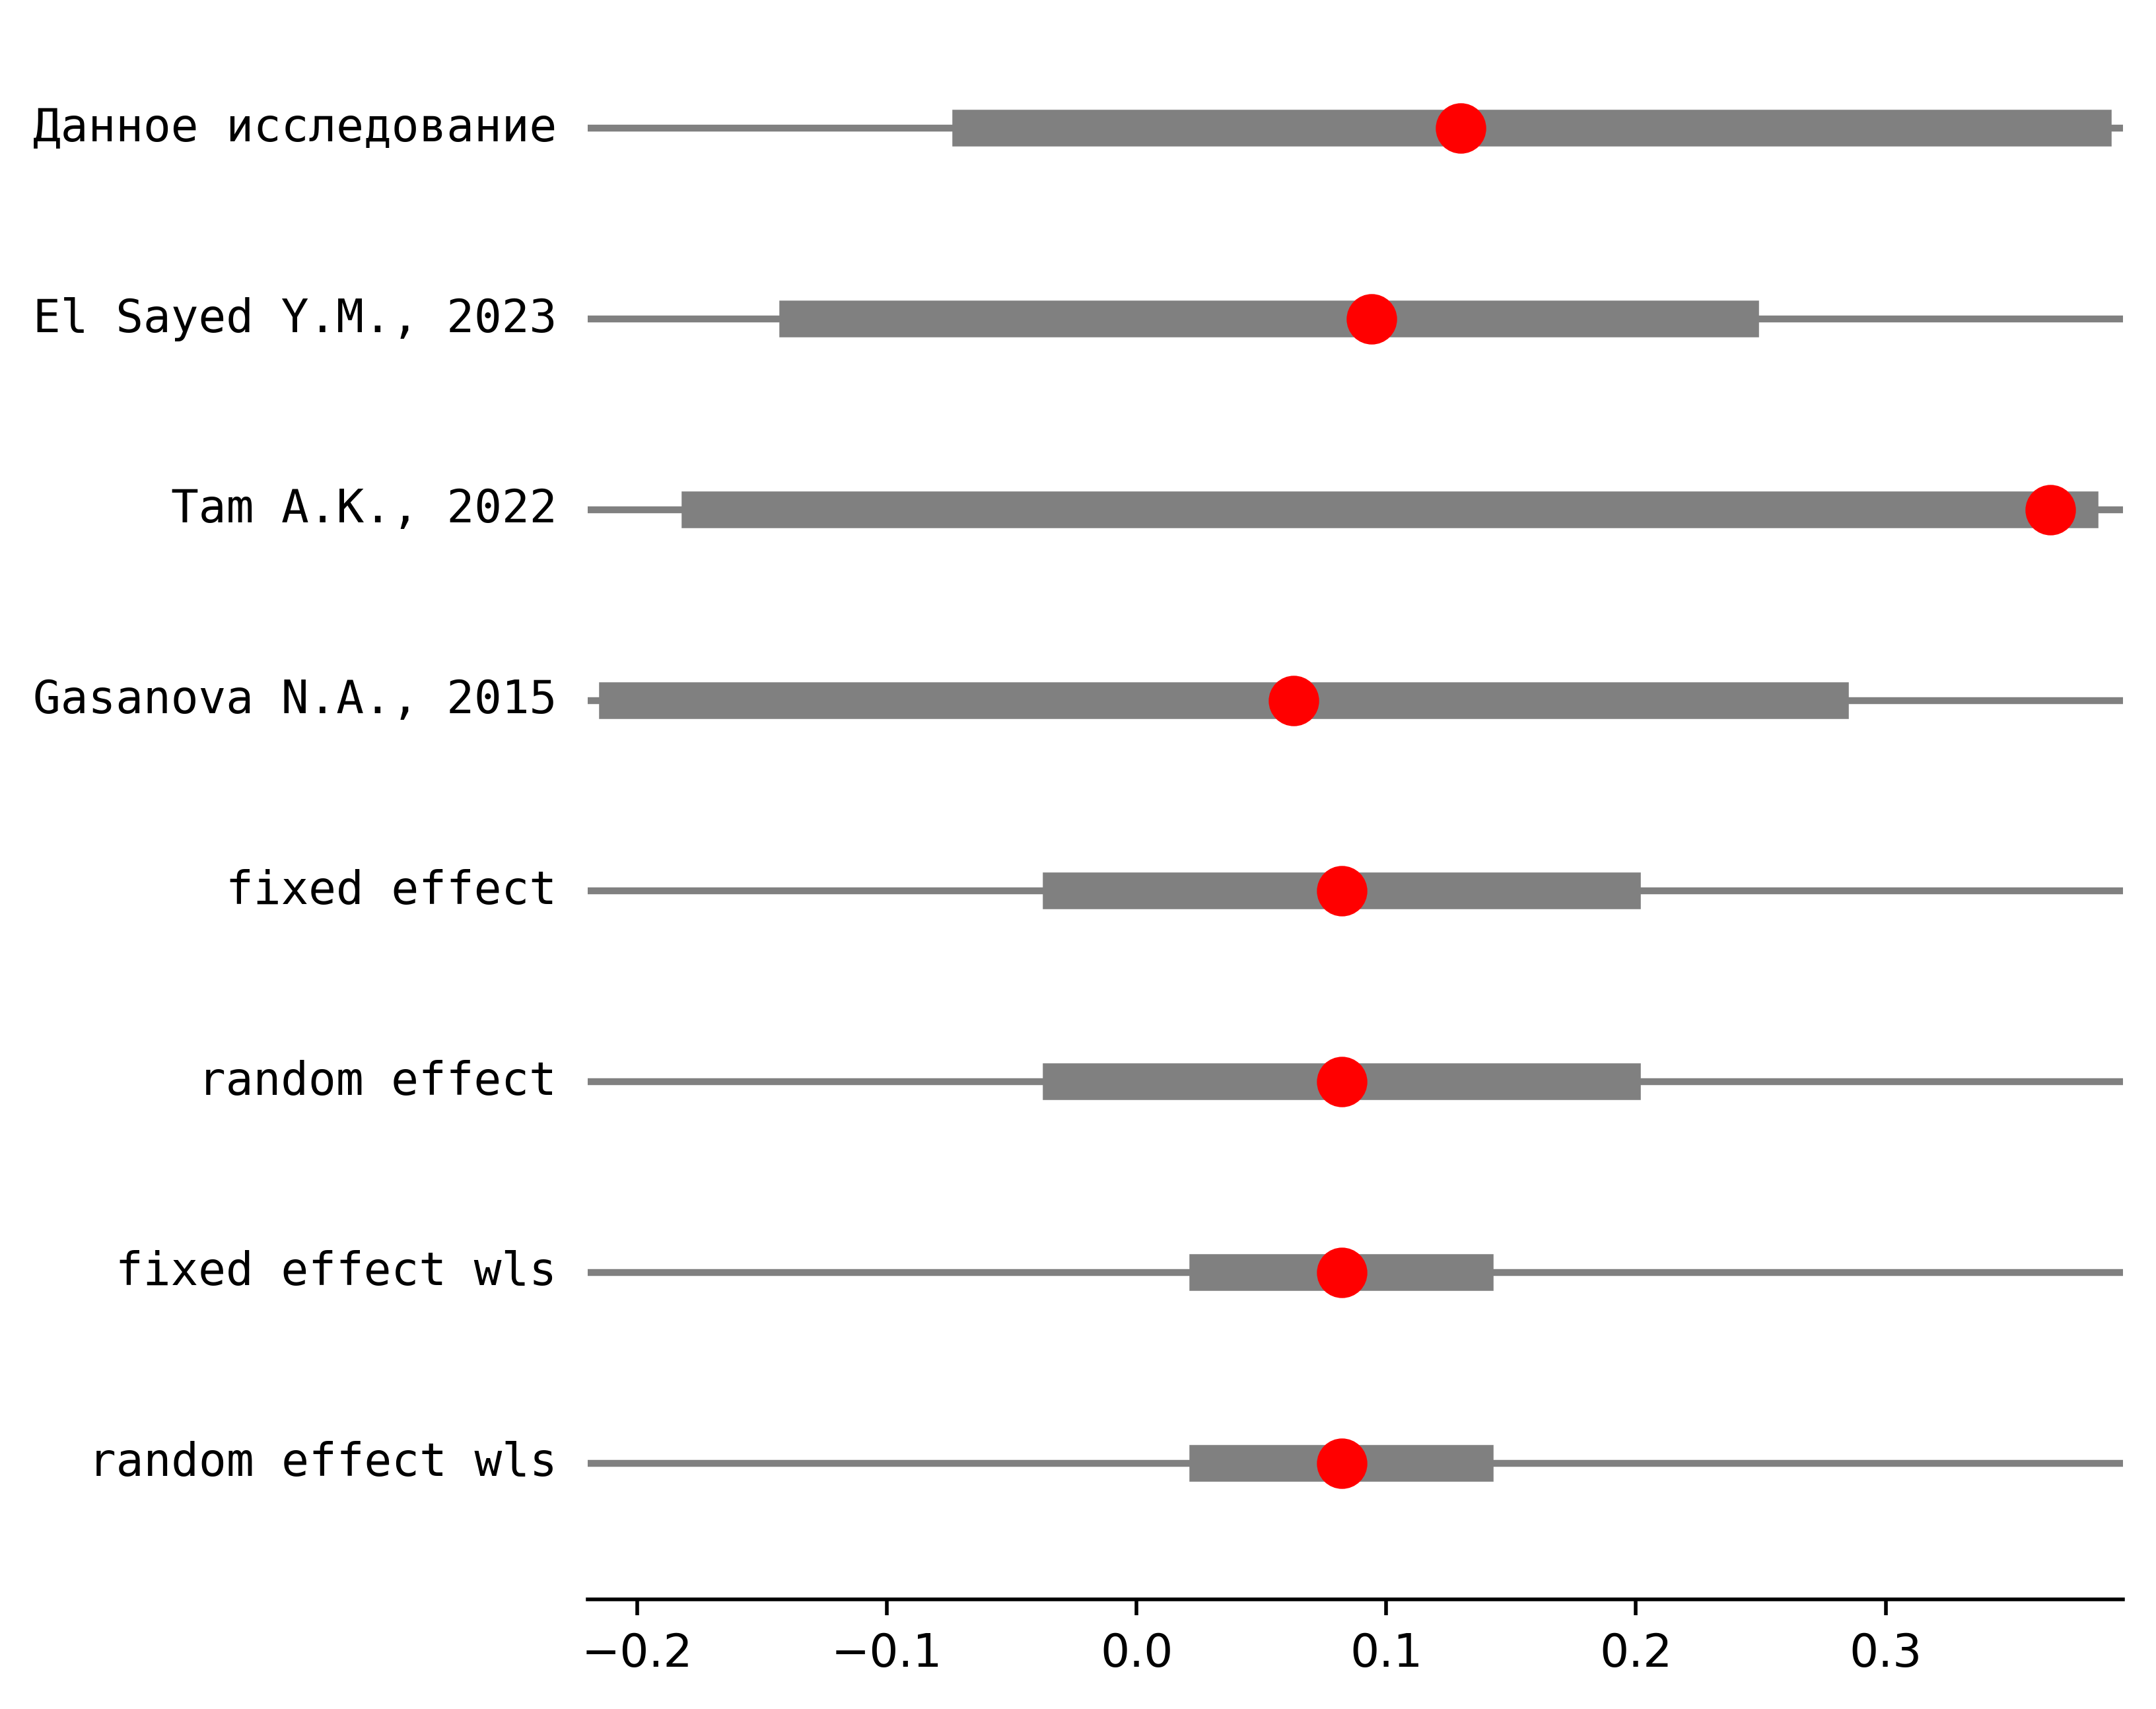 Данное исследование
El Sayed Y.M., 2023
Tam A.K., 2022
Gasanova N.A., 2015
fixed effect
random effect
fixed effect wls
random effect wls
−0.2 −0.1 0.0 0.1 0.2 0.3